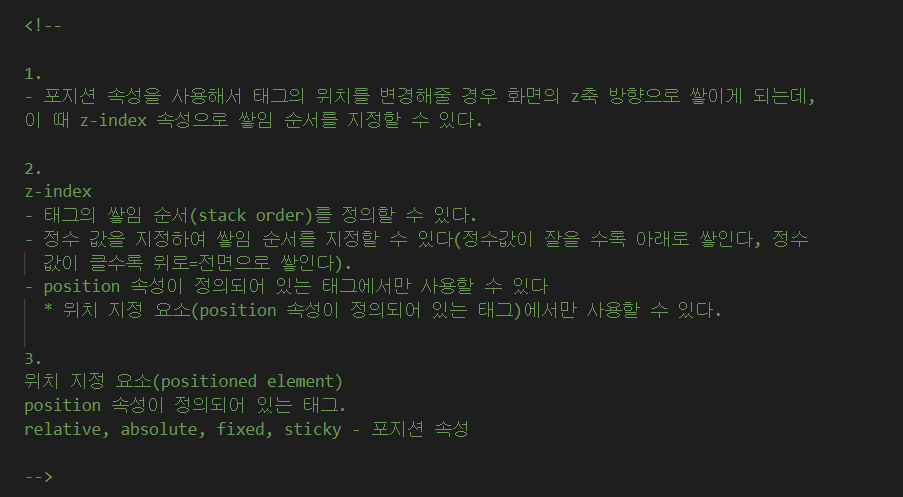 <!--
1.
- 포지션 속성을 사용해서 태그의 위치를 변경해줄 경우 화면의 z축 방향으로 쌓이게 되는데,
이 때 z-index 속성으로 쌓임 순서를 지정할 수 있다.
2.
z-index
- 태그의 쌓임 순서(stack order)를 정의할 수 있다.
- 정수 값을 지정하여 쌓임 순서를 지정할 수 있다(정수값이 잘을 수록 아래로 쌓인다, 정수
값이 클수록 위로=전면으로 쌓인다).
- position 속성이 정의되어 있는 태그에서만 사용할 수 있다
* 위치 지정 요소(position 속성이 정의되어 있는 태그)에서만 사용할 수 있다.
3.
위치 지정 요소(positioned element)
position 속성이 정의되어 있는 태그.
relative, absolute, fixed, sticky - 포지션 속성
-->